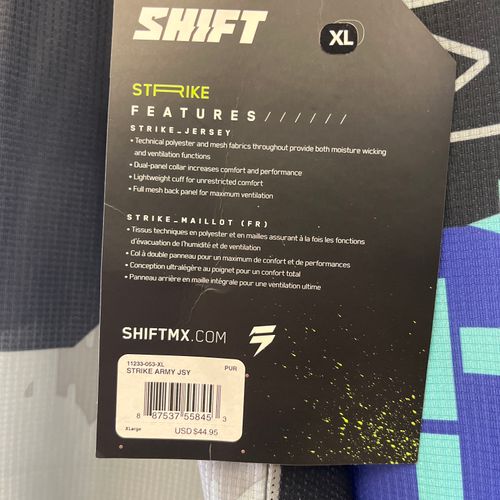 SHIFT
XL
STRIKE
FEATURES//////
STRIKE_JERSEY
• Technical polyester and mesh fabrics throughout provide both moisture wicking
and ventilation functions
• Dual-panel collar increases comfort and performance
• Lightweight cuff for unrestricted comfort
• Full mesh back panel for maximum ventilation
STRIKE_MAILLOT (FR)
• Tissus techniques en polyester et en mailles assurant à la fois les fonctions
d'évacuation de l'humidité et de ventilation
• Col à double panneau pour un maximum de confort et de performances
• Conception ultralégère au poignet pour un confort total
• Panneau arrière en maille intégrale pour une ventilation ultime
SHIFTMX.COM
11233-053-XL
STRIKE ARMY JSY PUR
8 87537 55845 3
XLarge USD $44.95